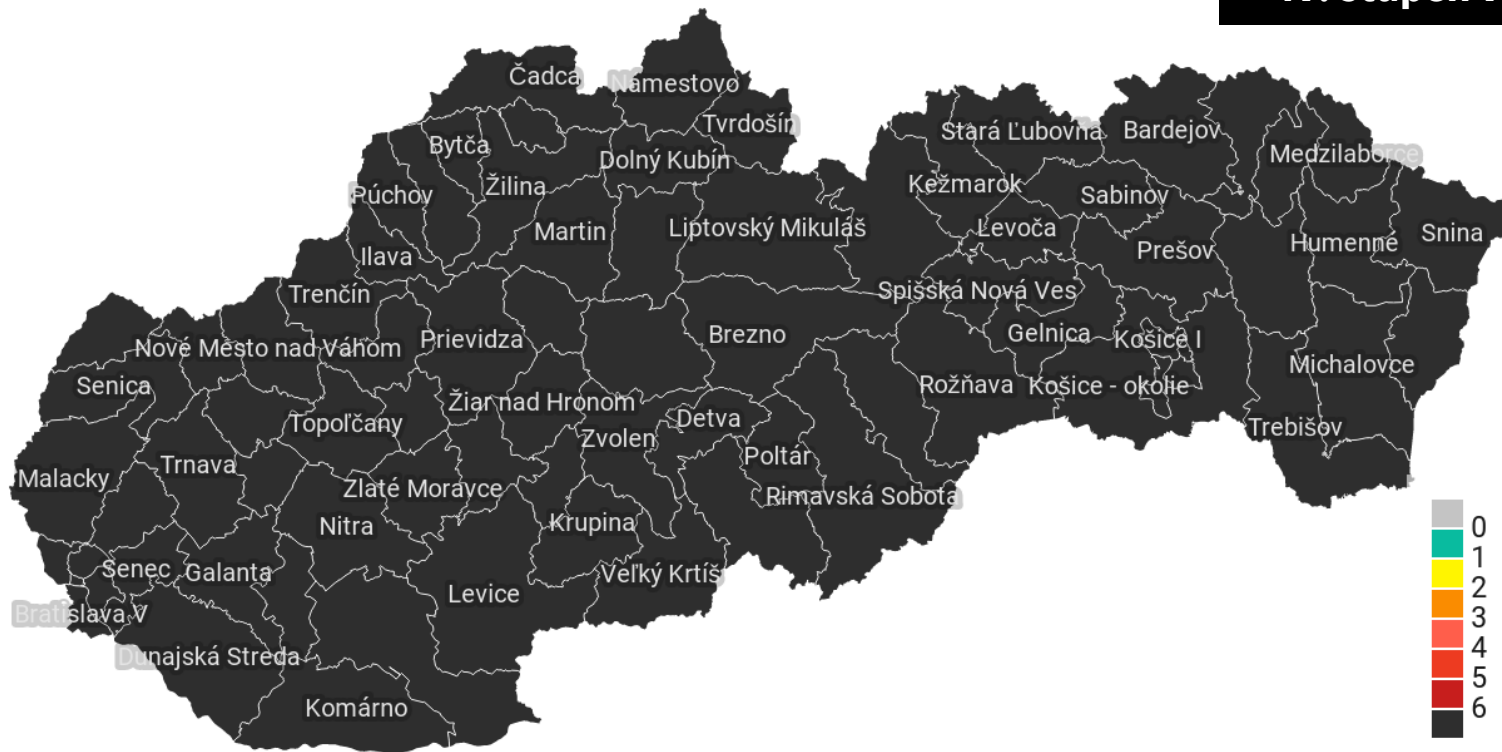 IV. stupeň
Čadca
Námestovo
Tvrdošín
Stará Ľubovňa
Bardejov
Bytča
Dolný Kubín
Medzilaborce
Púchov
Žilina
Kežmarok
Sabinov
Martin
Liptovský Mikuláš
Levoča
Prešov
Humenné
Snina
Ilava
Trenčín
Spišská Nová Ves
Nové Mesto nad Váhom
Prievidza
Brezno
Gelnica
Košice I
Senica
Rožňava
Košice - okolie
Michalovce
Žiar nad Hronom
Topoľčany
Detva
Zvolen
Trebišov
Malacky
Trnava
Poltár
Zlaté Moravce
Rimavská Sobota
Nitra
Krupina
Senec
Galanta
Veľký Krtíš
Levice
Bratislava V
Dunajská Streda
Komárno
0
1
2
3
4
5
6